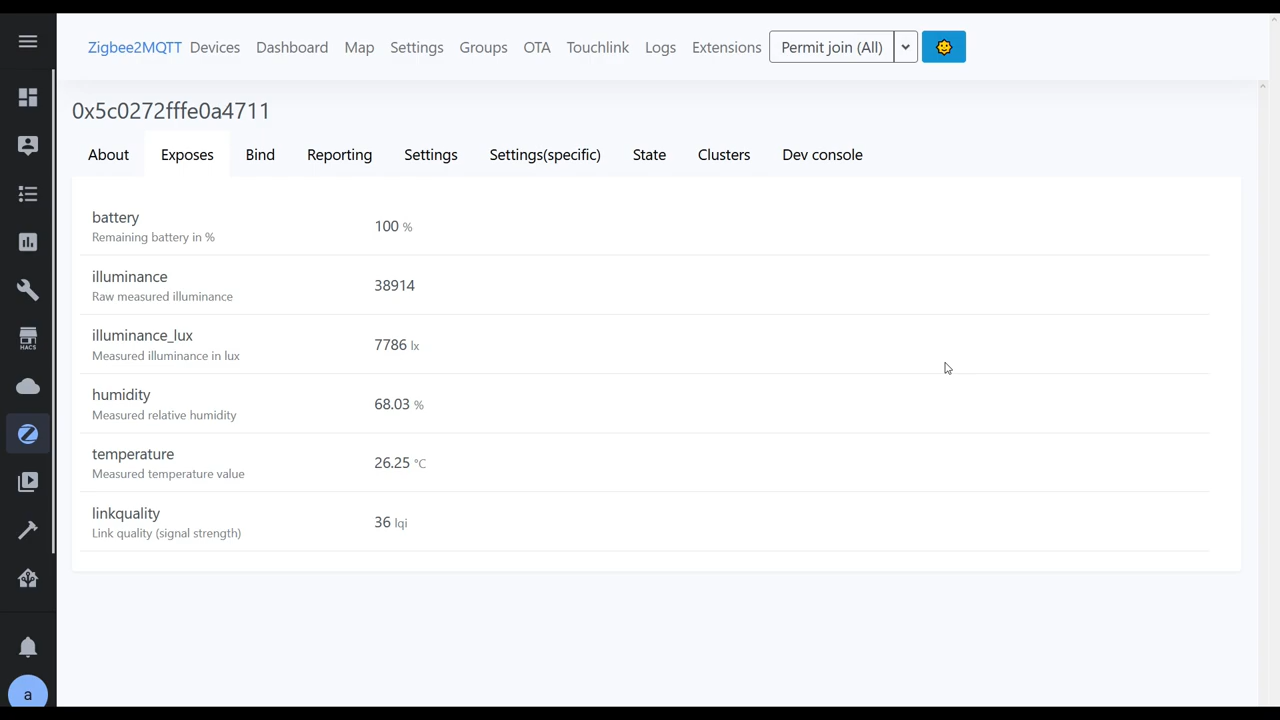 Zigbee2MQTT Devices Dashboard Map Settings Groups OTA Touchlink Logs Extensions Permit join (All)
0x5c0272fffe0a4711
About Exposes Bind Reporting Settings Settings(specific) State Clusters Dev console
battery
Remaining battery in %
100 %
illuminance
Raw measured illuminance
38914
illuminance_lux
Measured illuminance in lux
7786 lx
HACS
humidity
Measured relative humidity
68.03 %
temperature
Measured temperature value
26.25 °C
linkquality
Link quality (signal strength)
36 lqi
a